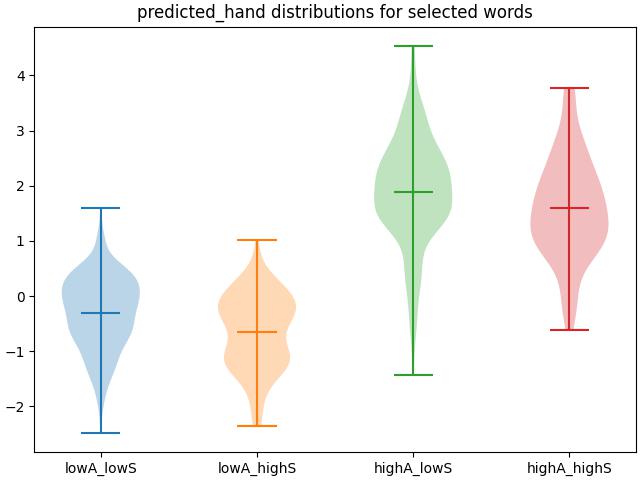 predicted_hand distributions for selected words
4
3
2
1
0
−1
−2
lowA_lowS
lowA_highS
highA_lowS
highA_highS